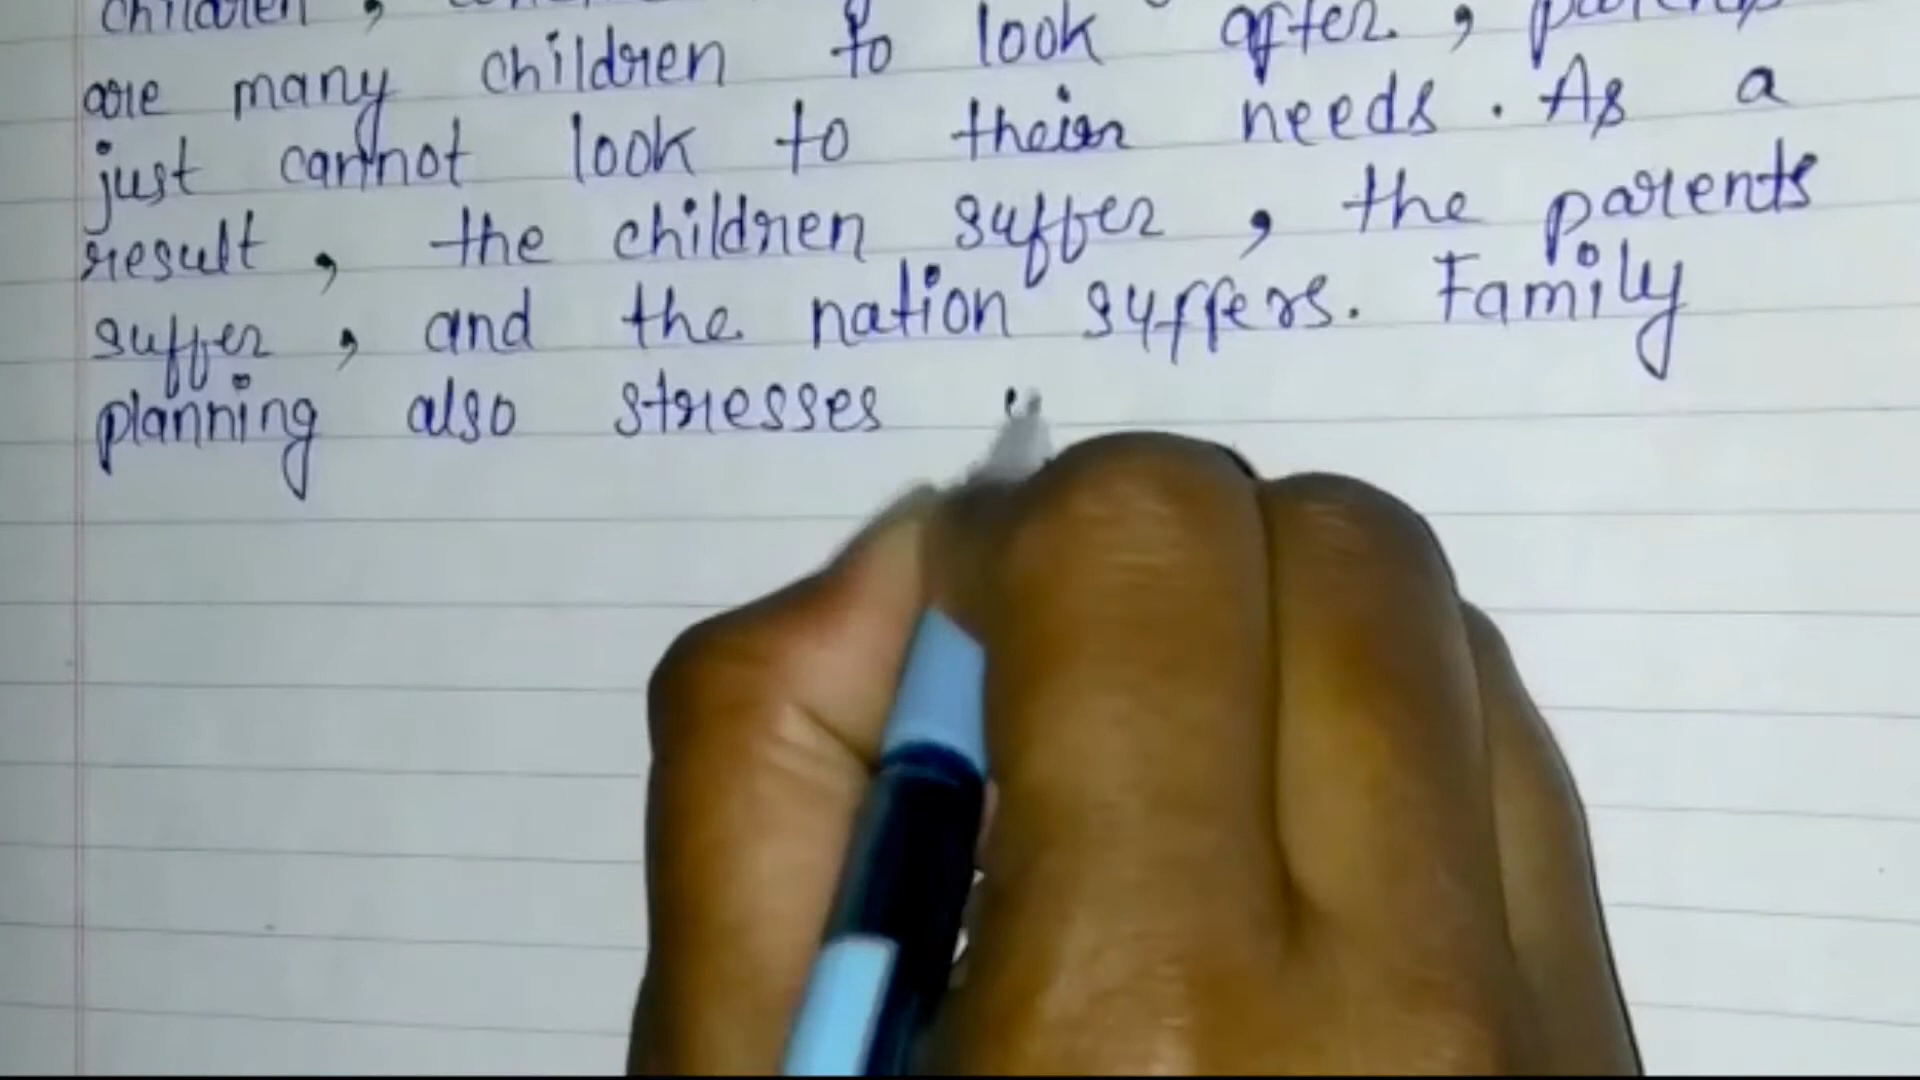 children ,
are many children to look after , parents
just cannot look to their needs . As a
result , the children suffer , the parents
suffer , and the nation suffers . Family
planning also stresses